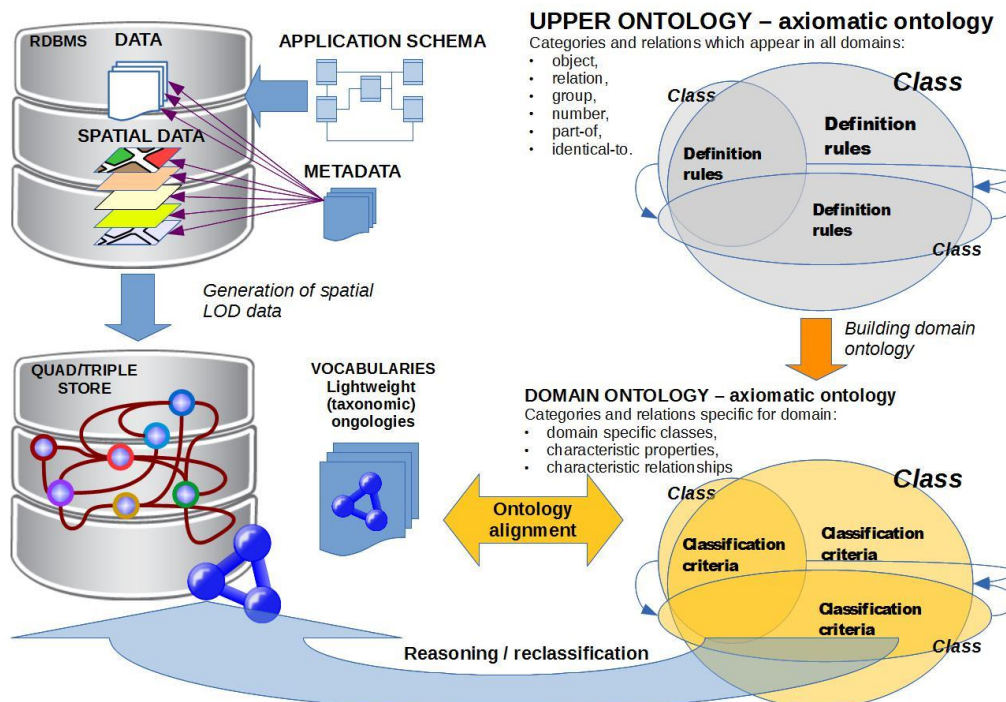 RDBMS
DATA
SPATIAL DATA
APPLICATION SCHEMA
METADATA
Generation of spatial
LOD data
UPPER ONTOLOGY – axiomatic ontology
Categories and relations which appear in all domains:
• object,
• relation,
• group,
• number,
• part-of,
• identical-to.
Class
Class
Definition
rules
Definition
rules
Definition
rules
Class
Building domain
ontology
QUAD/TRIPLE
STORE
VOCABULARIES
Lightweight
(taxonomic)
ongologies
Ontology
alignment
DOMAIN ONTOLOGY – axiomatic ontology
Categories and relations specific for domain:
• domain specific classes,
• characteristic properties,
• characteristic relationships
Class
Class
Classification
criteria
Classification
criteria
Classification
criteria
Class
Reasoning / reclassification